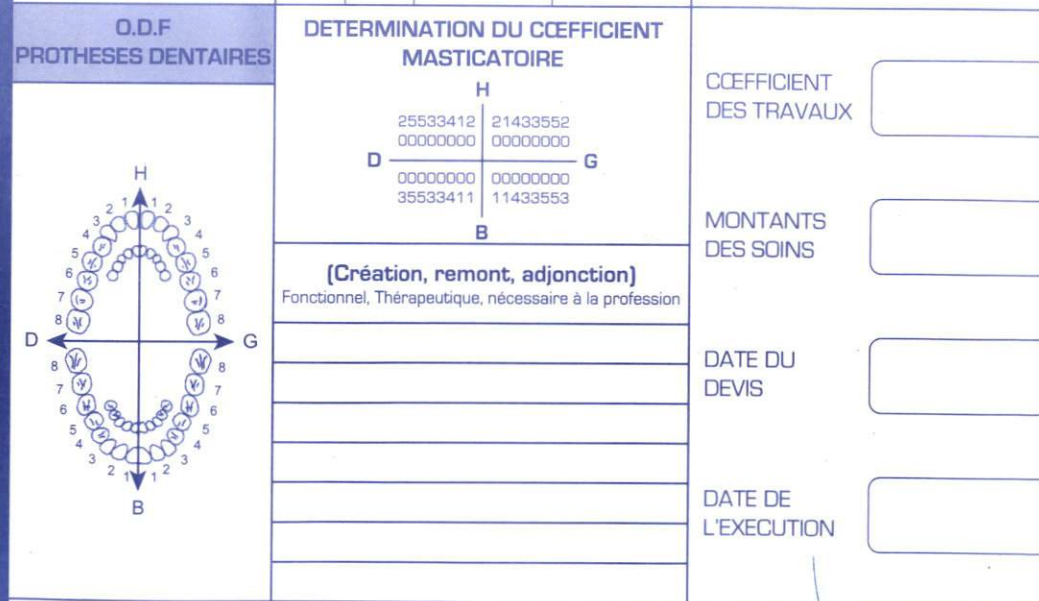 O.D.F
PROTHESES DENTAIRES
H
1 1
2 2
3 3
4 4
5 5
6 6
7 7
8 8
D G
8 8
7 7
6 6
5 5
4 4
3 3
2 2
1 1
B
DETERMINATION DU CŒFFICIENT
MASTICATOIRE
H
25533412 21433552
00000000 00000000
D G
00000000 00000000
35533411 11433553
B
(Création, remont, adjonction)
Fonctionnel, Thérapeutique, nécessaire à la profession
CŒFFICIENT
DES TRAVAUX
MONTANTS
DES SOINS
DATE DU
DEVIS
DATE DE
L'EXECUTION